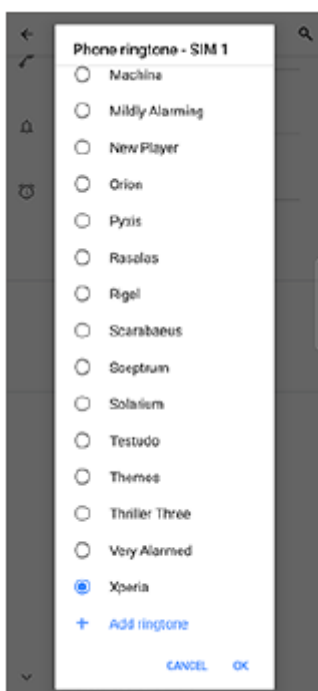 Phone ringtone - SIM 1
Machina
Mildly Alarming
New Player
Orion
Pyxis
Rasalas
Rigel
Scarabaeus
Sceptrum
Solarium
Testudo
Themos
Thriller Three
Very Alarmed
Xperia
Add ringtone
CANCEL OK